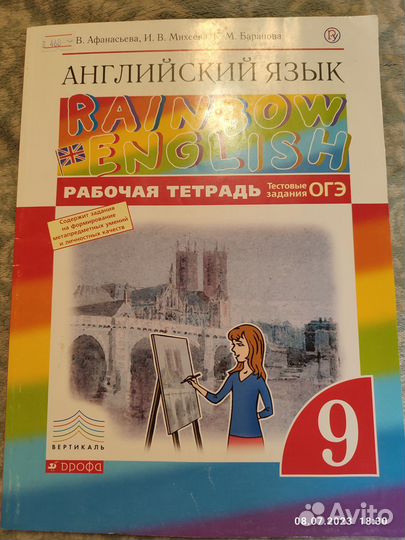 В. Афанасьева, И. В. Михеева, К. М. Баранова
АНГЛИЙСКИЙ ЯЗЫК
RAINBOW
ENGLISH
РАБОЧАЯ ТЕТРАДЬ
Тестовые
задания ОГЭ
Содержит задания
на формирование
метапредметных умений
и личностных качеств
ВЕРТИКАЛЬ
ДРОФА
9
08.07.2023 18:30
Avito